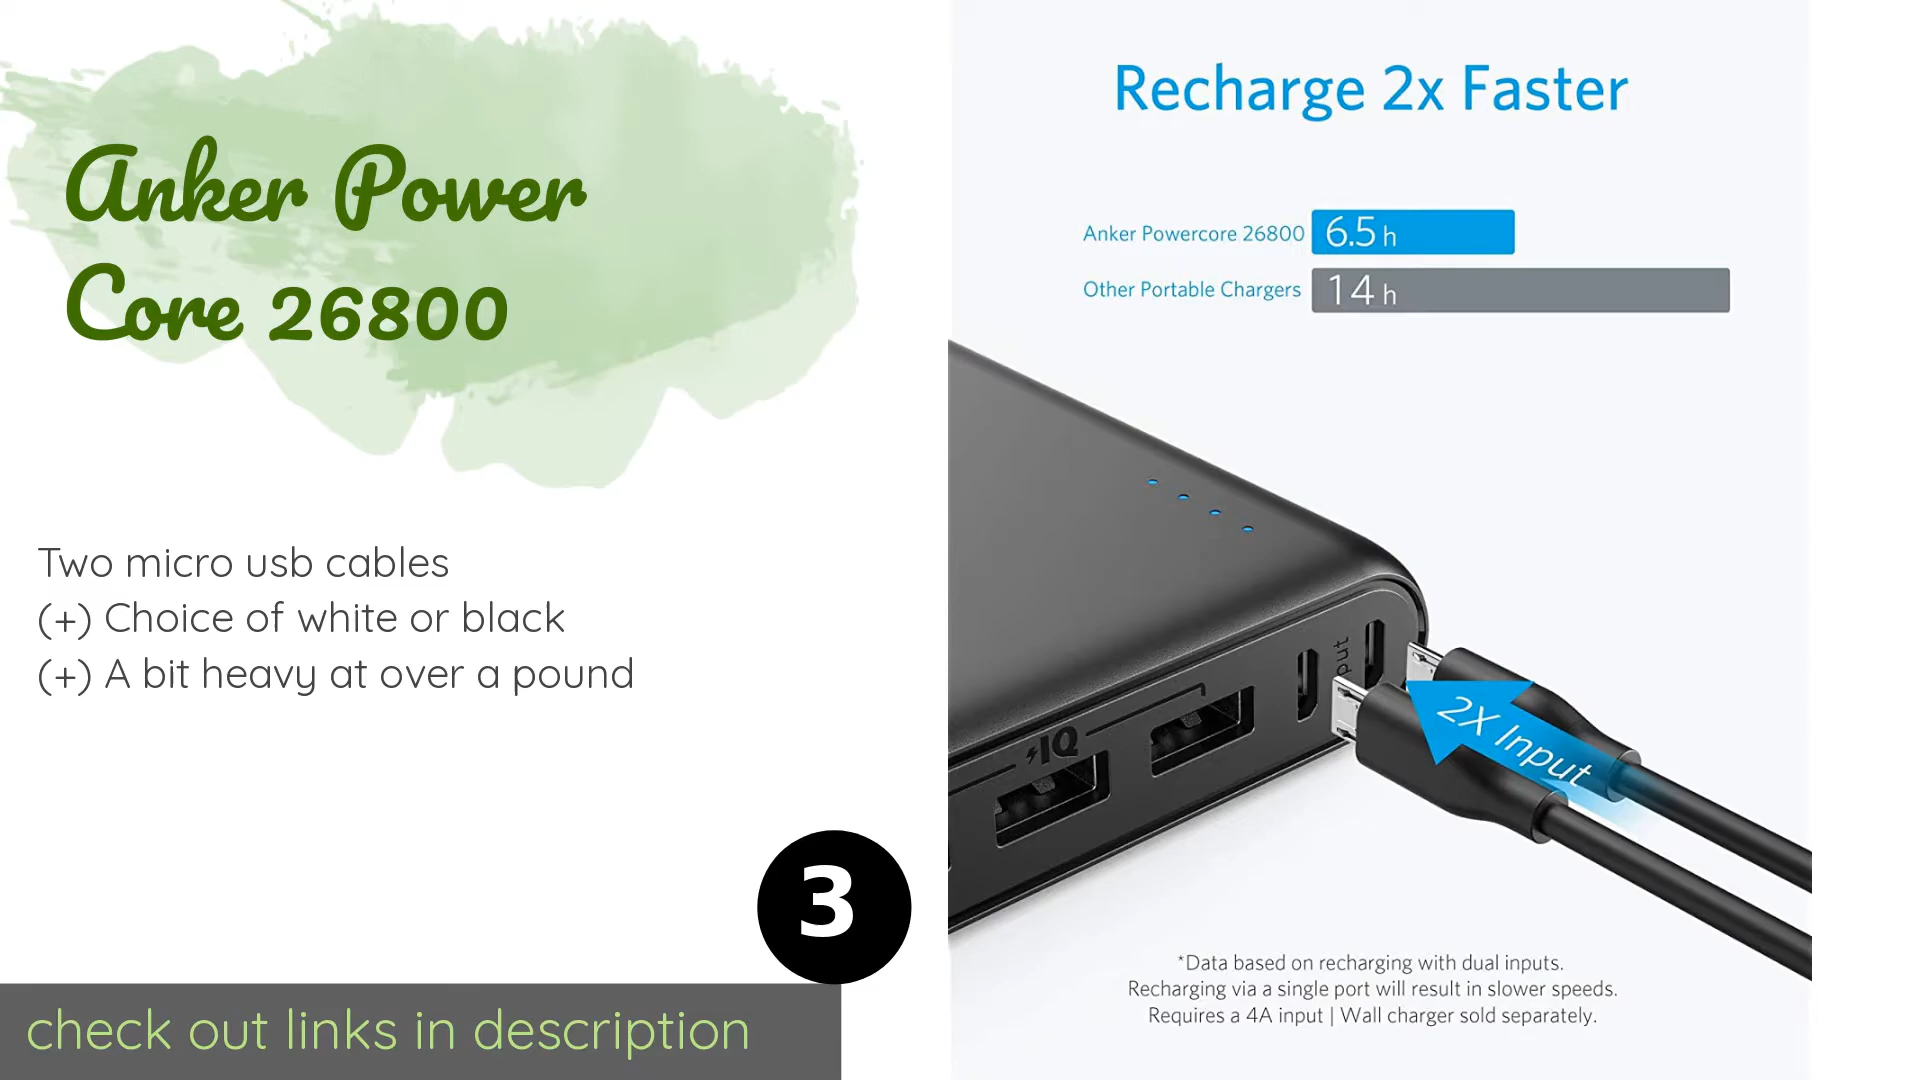 Anker Power
Core 26800
Two micro usb cables
(+) Choice of white or black
(+) A bit heavy at over a pound
3
check out links in description
Recharge 2x Faster
Anker Powercore 26800 6.5 h
Other Portable Chargers 14 h
IQ
put
2X Input
*Data based on recharging with dual inputs.
Recharging via a single port will result in slower speeds.
Requires a 4A input | Wall charger sold separately.